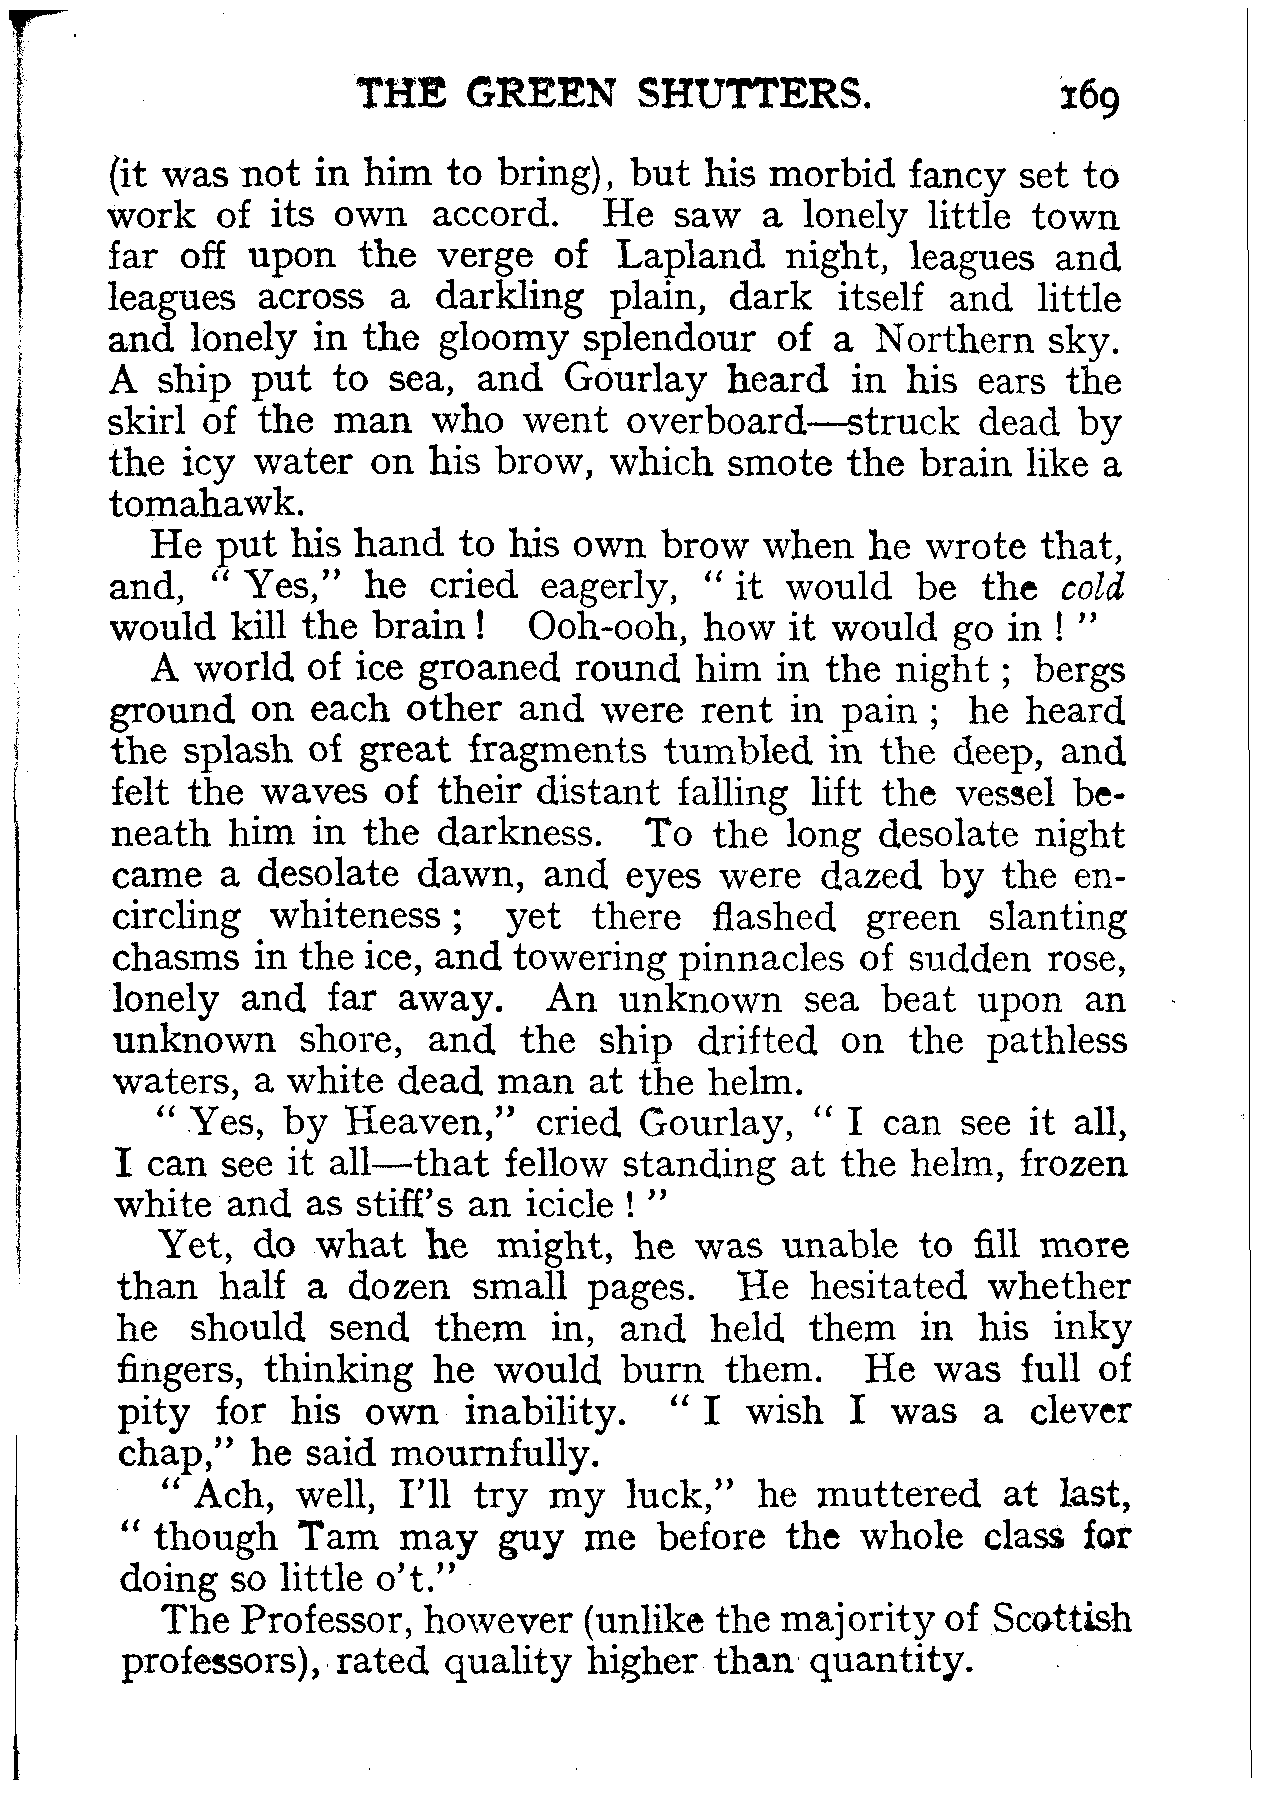 THE GREEN SHUTTERS. 169
(it was not in him to bring), but his morbid fancy set to
work of its own accord. He saw a lonely little town
far off upon the verge of Lapland night, leagues and
leagues across a darkling plain, dark itself and little
and lonely in the gloomy splendour of a Northern sky.
A ship put to sea, and Gourlay heard in his ears the
skirl of the man who went overboard—struck dead by
the icy water on his brow, which smote the brain like a
tomahawk.
He put his hand to his own brow when he wrote that,
and, “ Yes,” he cried eagerly, “ it would be the cold
would kill the brain ! Ooh-ooh, how it would go in ! ”
A world of ice groaned round him in the night ; bergs
ground on each other and were rent in pain ; he heard
the splash of great fragments tumbled in the deep, and
felt the waves of their distant falling lift the vessel be-
neath him in the darkness. To the long desolate night
came a desolate dawn, and eyes were dazed by the en-
circling whiteness ; yet there flashed green slanting
chasms in the ice, and towering pinnacles of sudden rose,
lonely and far away. An unknown sea beat upon an
unknown shore, and the ship drifted on the pathless
waters, a white dead man at the helm.
“ Yes, by Heaven,” cried Gourlay, “ I can see it all,
I can see it all—that fellow standing at the helm, frozen
white and as stiff’s an icicle ! ”
Yet, do what he might, he was unable to fill more
than half a dozen small pages. He hesitated whether
he should send them in, and held them in his inky
fingers, thinking he would burn them. He was full of
pity for his own inability. “ I wish I was a clever
chap,” he said mournfully.
“ Ach, well, I’ll try my luck,” he muttered at last,
“ though Tam may guy me before the whole class for
doing so little o’t.”
The Professor, however (unlike the majority of Scottish
professors), rated quality higher than quantity.